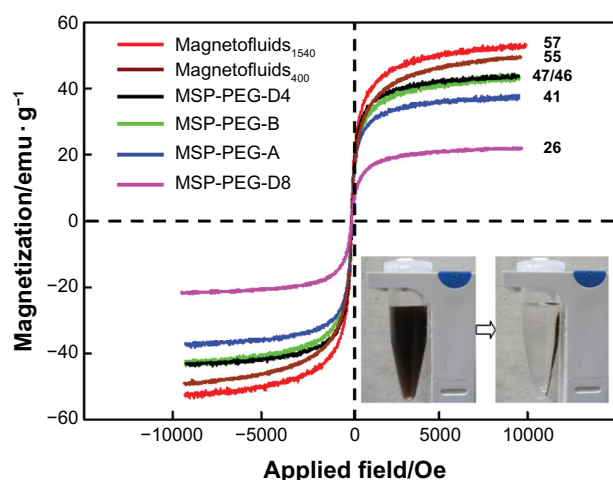 Magnetization/emu · g⁻¹
60
40
20
0
−20
−40
−60
Magnetofluids₁₅₄₀
Magnetofluids₄₀₀
MSP-PEG-D4
MSP-PEG-B
MSP-PEG-A
MSP-PEG-D8
57
55
47/46
41
26
−10000
−5000
0
5000
10000
Applied field/Oe